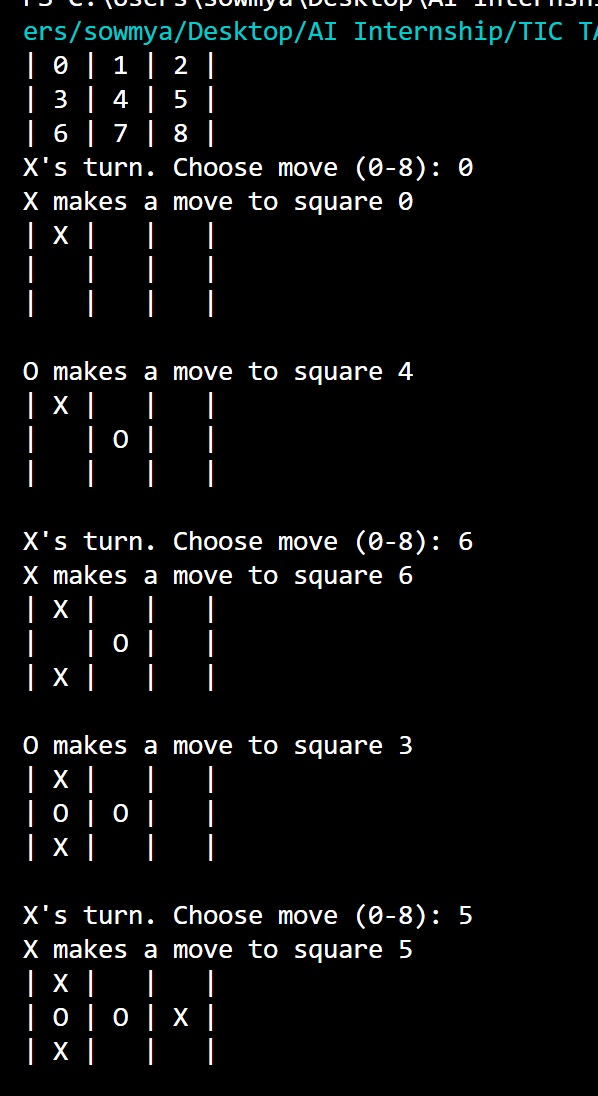 ers/sowmya/Desktop/AI Internship/TIC
| 0 | 1 | 2 |
| 3 | 4 | 5 |
| 6 | 7 | 8 |
X's turn. Choose move (0-8): 0
X makes a move to square 0
| X |   |   |
|   |   |   |
|   |   |   |
O makes a move to square 4
| X |   |   |
|   | O |   |
|   |   |   |
X's turn. Choose move (0-8): 6
X makes a move to square 6
| X |   |   |
|   | O |   |
| X |   |   |
O makes a move to square 3
| X |   |   |
| O | O |   |
| X |   |   |
X's turn. Choose move (0-8): 5
X makes a move to square 5
| X |   |   |
| O | O | X |
| X |   |   |